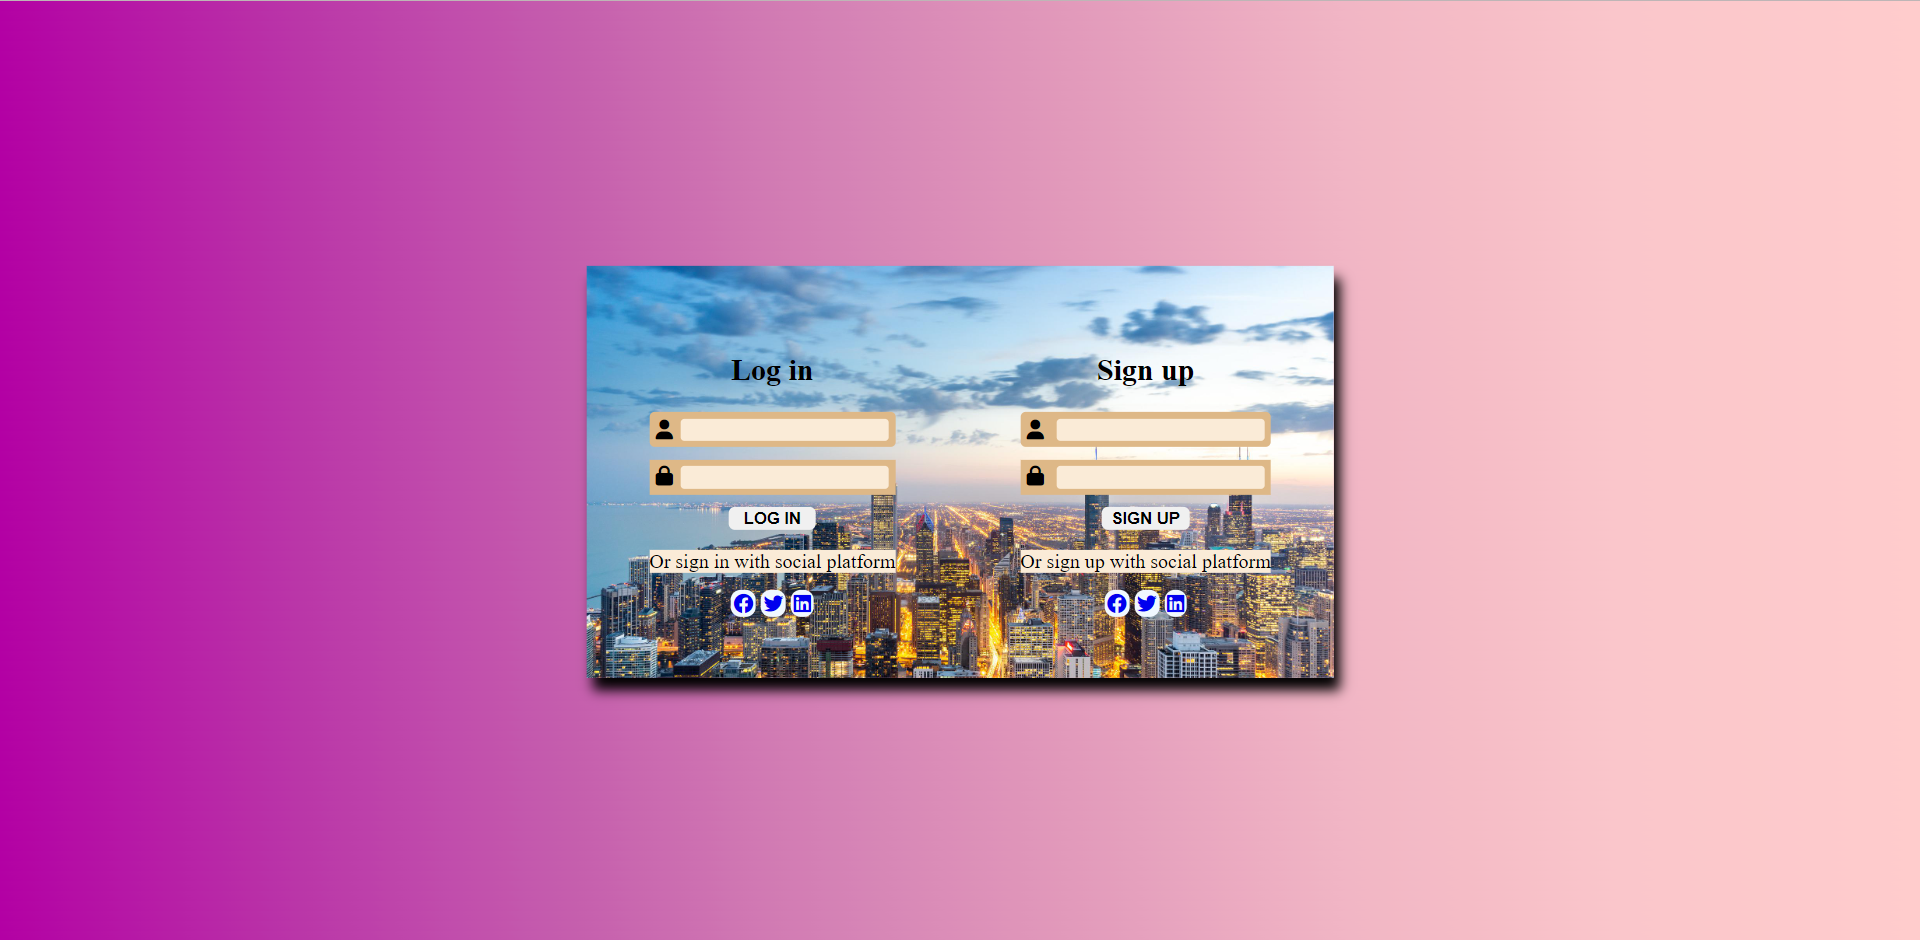 Log in
LOG IN
Or sign in with social platform
Sign up
SIGN UP
Or sign up with social platform